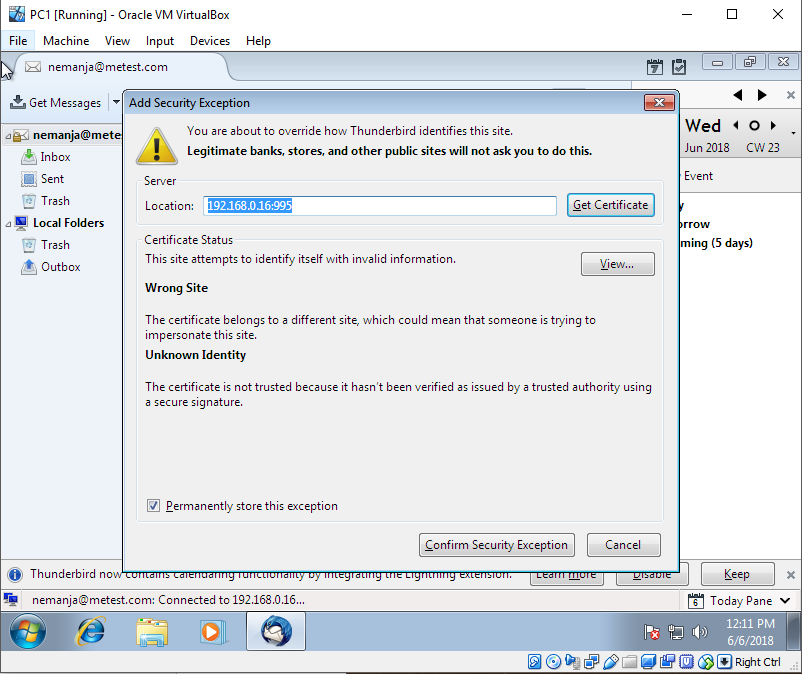 PC1 [Running] - Oracle VM VirtualBox
File Machine View Input Devices Help
nemanja@metest.com
Get Messages
Add Security Exception
You are about to override how Thunderbird identifies this site.
Legitimate banks, stores, and other public sites will not ask you to do this.
Server
Location: 192.168.0.16:995 Get Certificate
Certificate Status
This site attempts to identify itself with invalid information.
View...
Wrong Site
The certificate belongs to a different site, which could mean that someone is trying to
impersonate this site.
Unknown Identity
The certificate is not trusted because it hasn't been verified as issued by a trusted authority using
a secure signature.
Permanently store this exception
Confirm Security Exception Cancel
nemanja@mete
Inbox
Sent
Trash
Local Folders
Trash
Outbox
7
Wed
Jun 2018 CW 23
Event
y
orrow
ming (5 days)
Thunderbird now contains calendaring functionality by integrating the Lightning extension. Learn more Disable Keep
nemanja@metest.com: Connected to 192.168.0.16...
6 Today Pane
12:11 PM
6/6/2018
Right Ctrl